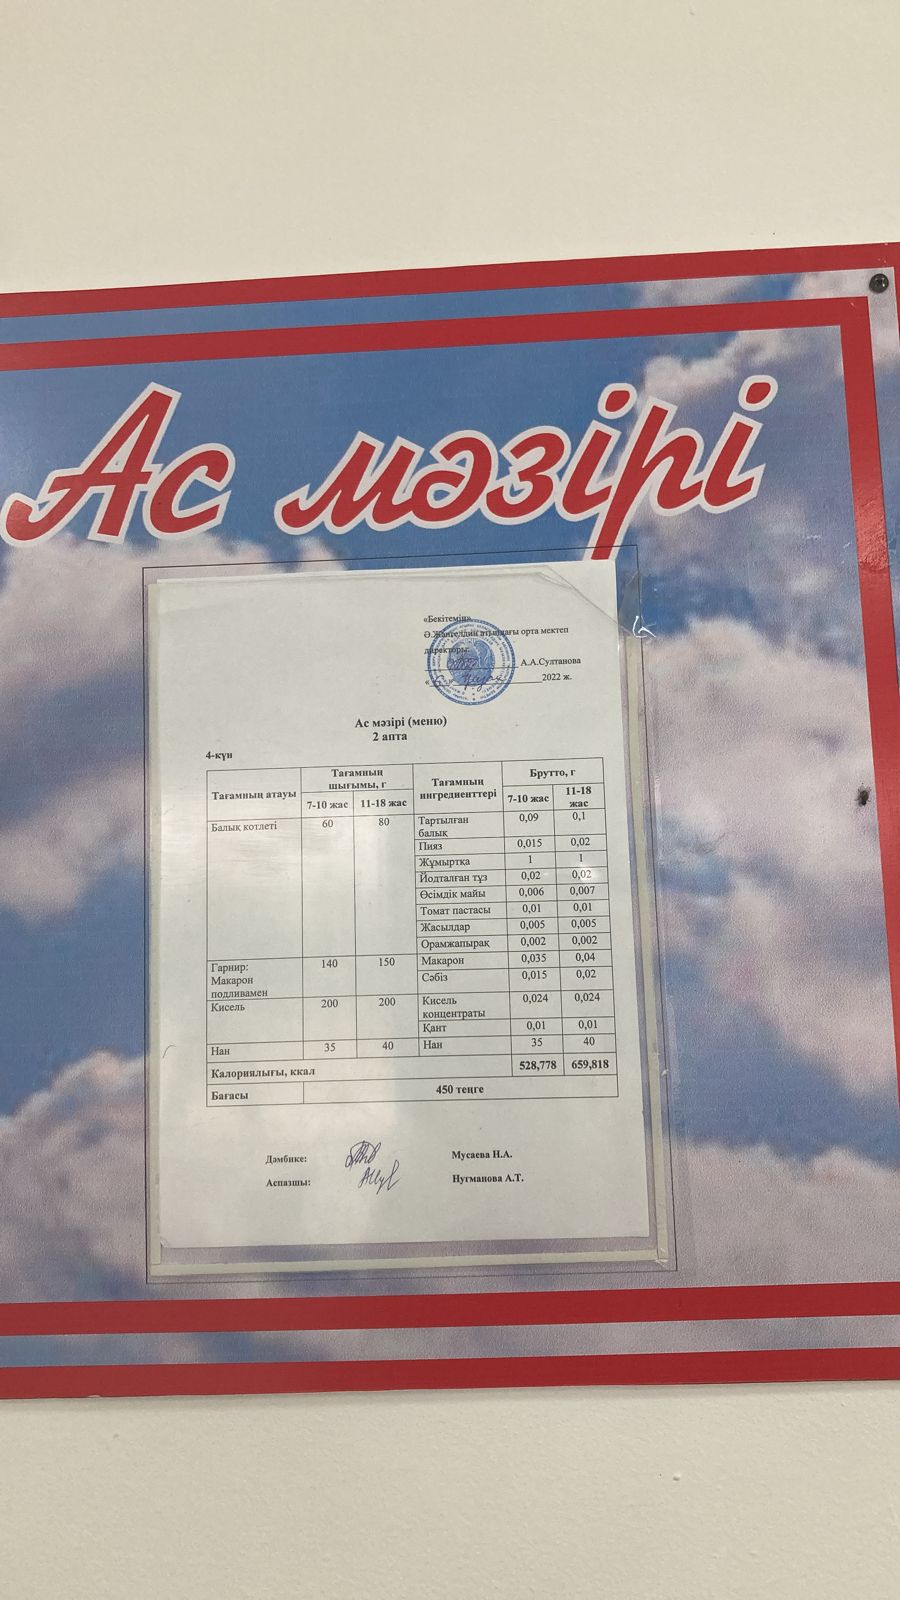 Ас мәзірі
«Бекітемін»
Ә.Жангелдин атындағы орта мектеп
директоры:
А.А.Султанова
2022 ж.
Ас мәзірі (меню)
2 апта
4-күн
Тағамның атауы Тағамның шығымы, г Тағамның ингредиенттері Брутто, г
7-10 жас 11-18 жас 7-10 жас 11-18 жас
Балық котлеті 60 80 Тартылған балық 0,09 0,1
Пияз 0,015 0,02
Жұмыртқа 1 1
Йодталған тұз 0,02 0,02
Өсімдік майы 0,006 0,007
Томат пастасы 0,01 0,01
Жасылдар 0,005 0,005
Орамжапырақ 0,002 0,002
Гарнир: Макарон подливамен 140 150 Макарон 0,035 0,04
Сәбіз 0,015 0,02
Кисель 200 200 Кисель концентраты 0,024 0,024
Қант 0,01 0,01
Нан 35 40 Нан 35 40
Калориялығы, ккал 528,778 659,818
Бағасы 450 теңге
Дәмбике: Мусаева Н.А.
Аспазшы: Нугманова А.Т.